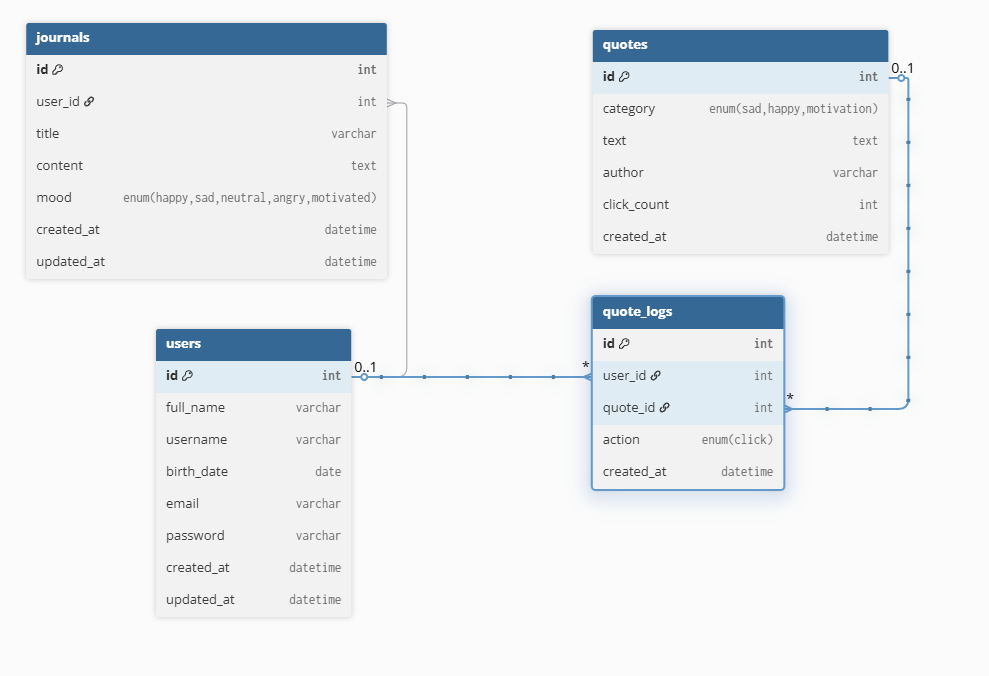 journals
id int
user_id int
title varchar
content text
mood enum(happy,sad,neutral,angry,motivated)
created_at datetime
updated_at datetime
quotes
id int
category enum(sad,happy,motivation)
text text
author varchar
click_count int
created_at datetime
0..1
users
id int
full_name varchar
username varchar
birth_date date
email varchar
password varchar
created_at datetime
updated_at datetime
0..1
*
quote_logs
id int
user_id int
quote_id int
action enum(click)
created_at datetime
*